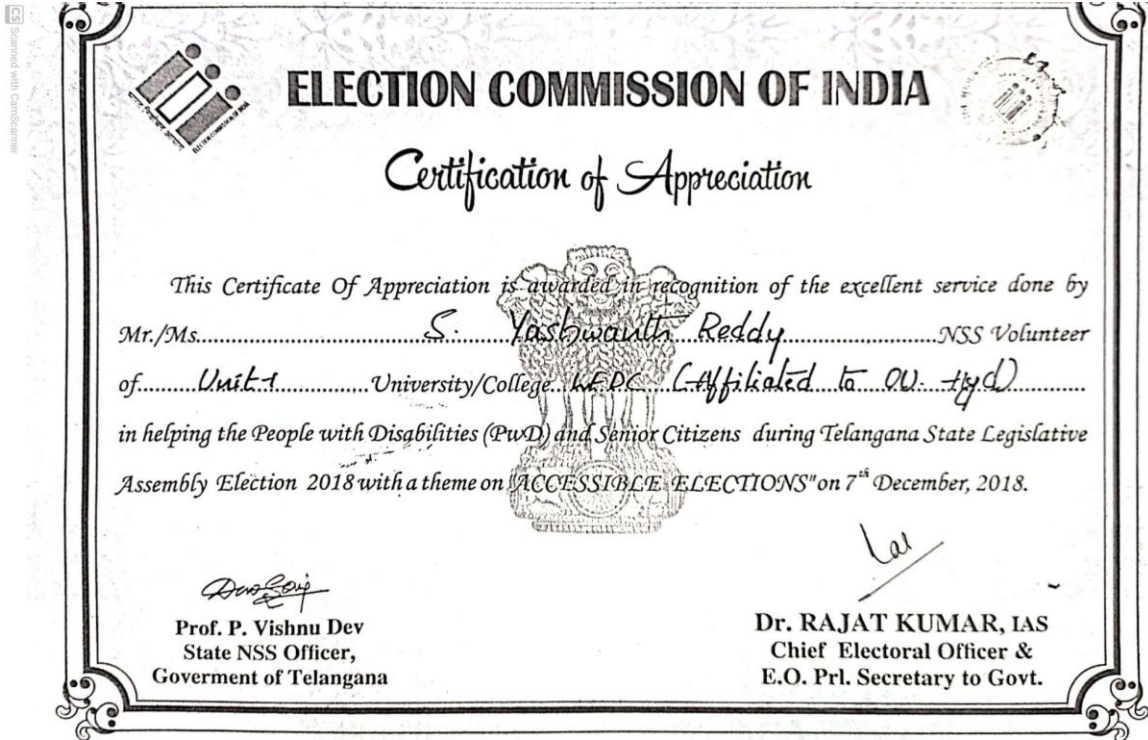 CS Scanned with CamScanner
ELECTION COMMISSION OF INDIA
Certification of Appreciation
This Certificate Of Appreciation is awarded in recognition of the excellent service done by
Mr./Ms. S. Yashwanth Reddy NSS Volunteer
of Unit-1 University/College (Affiliated to OU. Hyd)
in helping the People with Disabilities (PwD) and Senior Citizens during Telangana State Legislative
Assembly Election 2018 with a theme on "ACCESSIBLE ELECTIONS" on 7th December, 2018.
Prof. P. Vishnu Dev
State NSS Officer,
Goverment of Telangana
Dr. RAJAT KUMAR, IAS
Chief Electoral Officer &
E.O. Prl. Secretary to Govt.